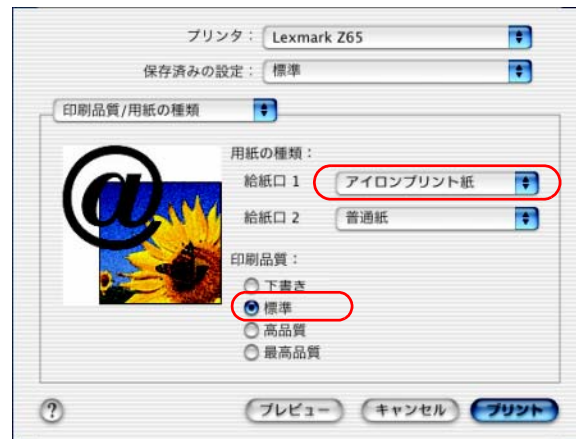 プリンタ： Lexmark Z65
保存済みの設定： 標準
印刷品質/用紙の種類
用紙の種類：
給紙口 1 アイロンプリント紙
給紙口 2 普通紙
印刷品質：
下書き
標準
高品質
最高品質
? プレビュー キャンセル プリント